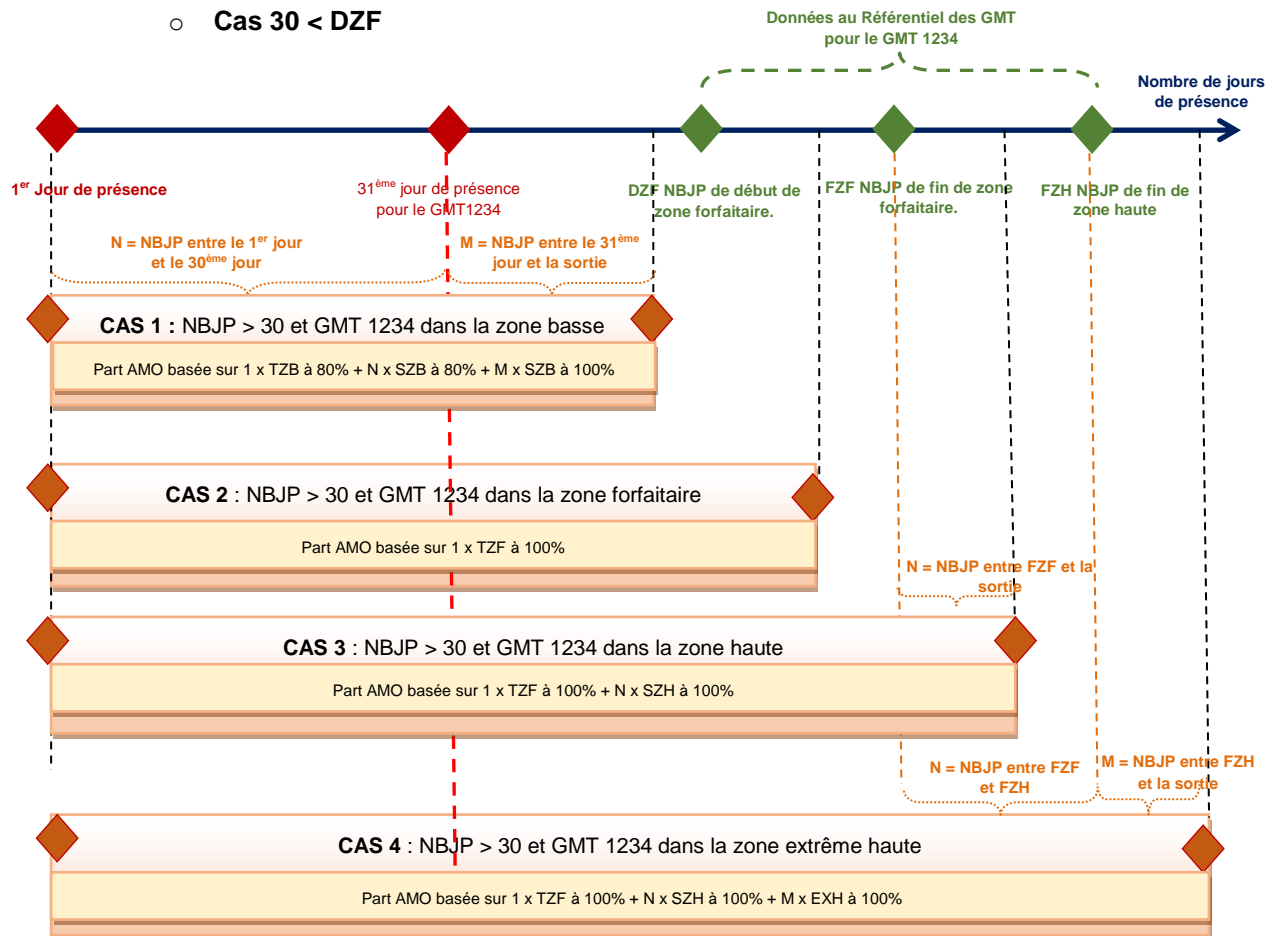 ○ Cas 30 < DZF
Données au Référentiel des GMT
pour le GMT 1234
Nombre de jours
de présence
1er Jour de présence
31ème jour de présence
pour le GMT1234
DZF NBJP de début de
zone forfaitaire.
FZF NBJP de fin de zone
forfaitaire.
FZH NBJP de fin de
zone haute
N = NBJP entre le 1er jour
et le 30ème jour
M = NBJP entre le 31ème
jour et la sortie
CAS 1 : NBJP > 30 et GMT 1234 dans la zone basse
Part AMO basée sur 1 x TZB à 80% + N x SZB à 80% + M x SZB à 100%
CAS 2 : NBJP > 30 et GMT 1234 dans la zone forfaitaire
Part AMO basée sur 1 x TZF à 100%
N = NBJP entre FZF et la
sortie
CAS 3 : NBJP > 30 et GMT 1234 dans la zone haute
Part AMO basée sur 1 x TZF à 100% + N x SZH à 100%
N = NBJP entre FZF
et FZH
M = NBJP entre FZH
et la sortie
CAS 4 : NBJP > 30 et GMT 1234 dans la zone extrême haute
Part AMO basée sur 1 x TZF à 100% + N x SZH à 100% + M x EXH à 100%